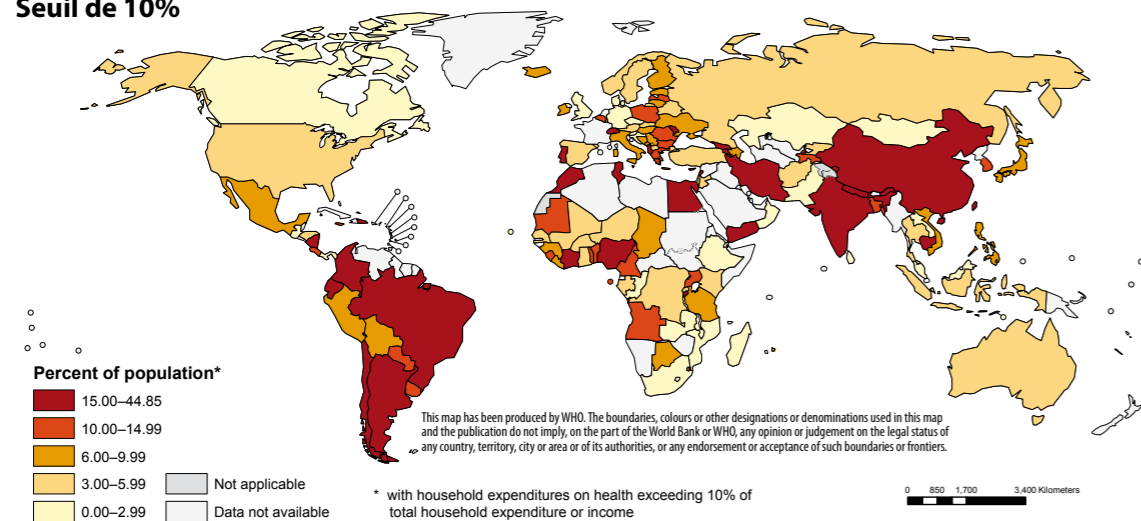 Seuil de 10%
Percent of population*
15.00–44.85
10.00–14.99
6.00–9.99
3.00–5.99
0.00–2.99
Not applicable
Data not available
This map has been produced by WHO. The boundaries, colours or other designations or denominations used in this map
and the publication do not imply, on the part of the World Bank or WHO, any opinion or judgement on the legal status of
any country, territory, city or area or of its authorities, or any endorsement or acceptance of such boundaries or frontiers.
* with household expenditures on health exceeding 10% of
total household expenditure or income
0 850 1,700 3,400 Kilometers